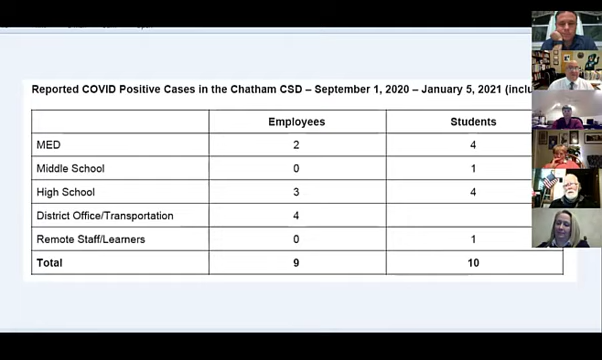 Reported COVID Positive Cases in the Chatham CSD – September 1, 2020 – January 5, 2021 (inclu
Employees Students
MED 2 4
Middle School 0 1
High School 3 4
District Office/Transportation 4
Remote Staff/Learners 0 1
Total 9 10